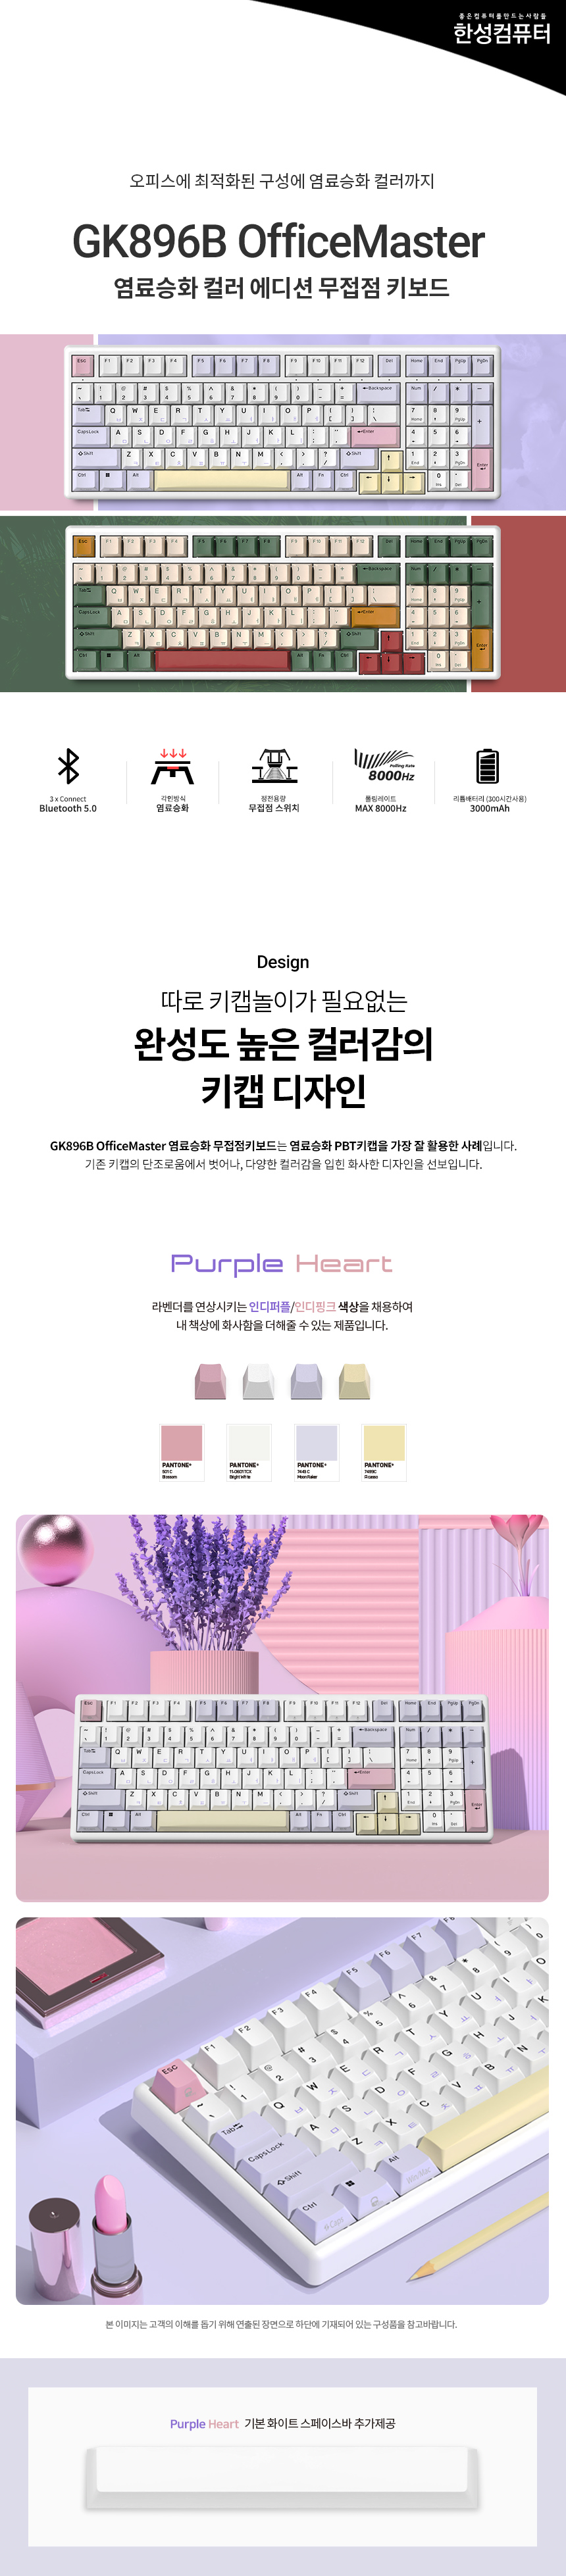 좋은컴퓨터를만드는사람들
한성컴퓨터
오피스에 최적화된 구성에 염료승화 컬러까지
GK896B OfficeMaster
염료승화 컬러 에디션 무접점 키보드
3 x Connect
Bluetooth 5.0
각인방식
염료승화
정전용량
무접점 스위치
Polling Rate
8000Hz
폴링레이트
MAX 8000Hz
리튬배터리 (300시간사용)
3000mAh
Design
따로 키캡놀이가 필요없는
완성도 높은 컬러감의
키캡 디자인
GK896B OfficeMaster 염료승화 무접점키보드는 염료승화 PBT키캡을 가장 잘 활용한 사례입니다.
기존 키캡의 단조로움에서 벗어나, 다양한 컬러감을 입힌 화사한 디자인을 선보입니다.
Purple Heart
라벤더를 연상시키는 인디퍼플/인디핑크 색상을 채용하여
내 책상에 화사함을 더해줄 수 있는 제품입니다.
PANTONE®
501 C
Blossom
PANTONE®
11-0601 TCX
Bright White
PANTONE®
7443 C
Moon Raker
PANTONE®
7499C
Picasso
본 이미지는 고객의 이해를 돕기 위해 연출된 장면으로 하단에 기재되어 있는 구성품을 참고바랍니다.
Purple Heart 기본 화이트 스페이스바 추가제공